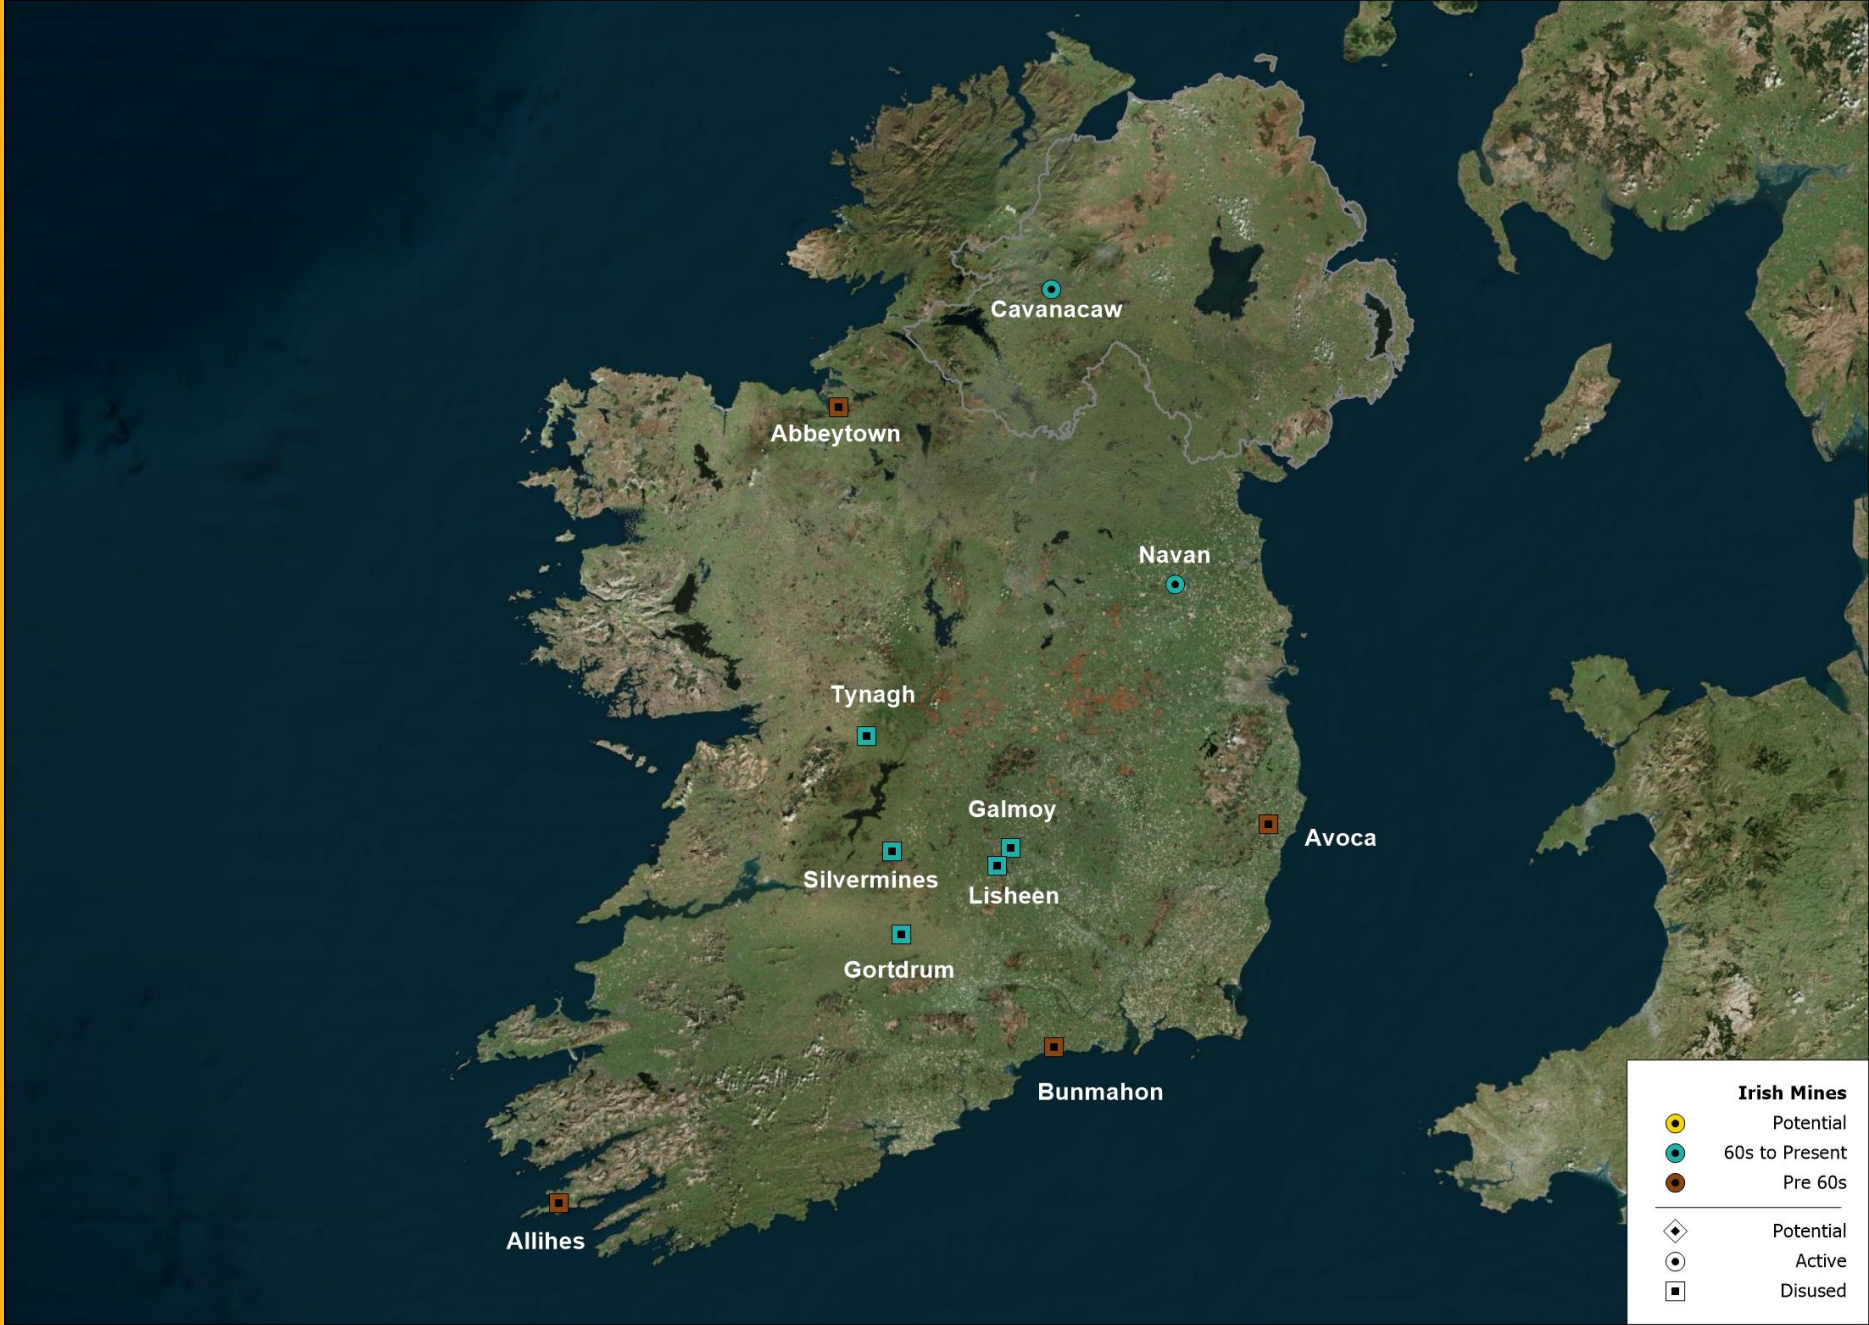 Cavanacaw
Abbeytown
Navan
Tynagh
Galmoy
Avoca
Silvermines
Lisheen
Gortdrum
Bunmahon
Allihes
Irish Mines
Potential
60s to Present
Pre 60s
Potential
Active
Disused